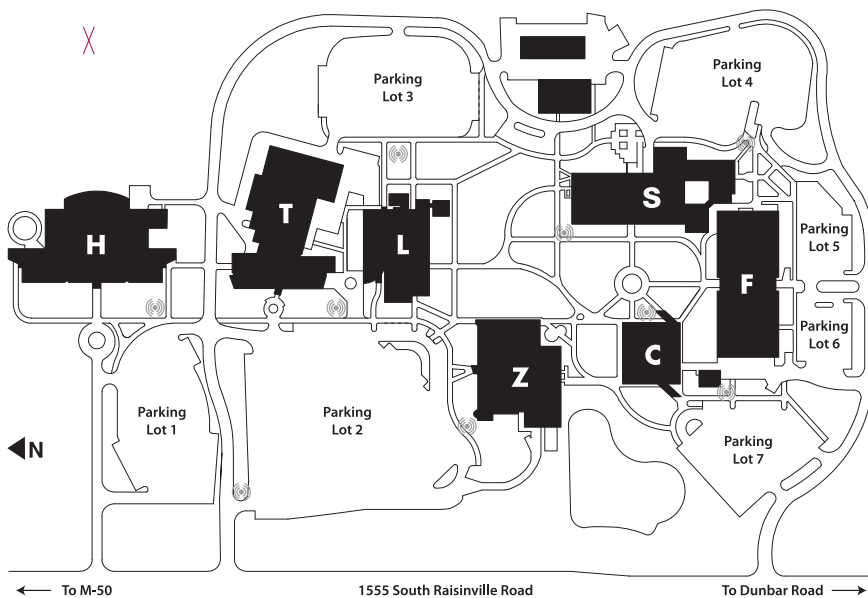 Parking
Lot 3
Parking
Lot 4
H
T
L
S
Parking
Lot 5
F
Parking
Lot 6
C
Z
Parking
Lot 1
Parking
Lot 2
Parking
Lot 7
N
To M-50
1555 South Raisinville Road
To Dunbar Road